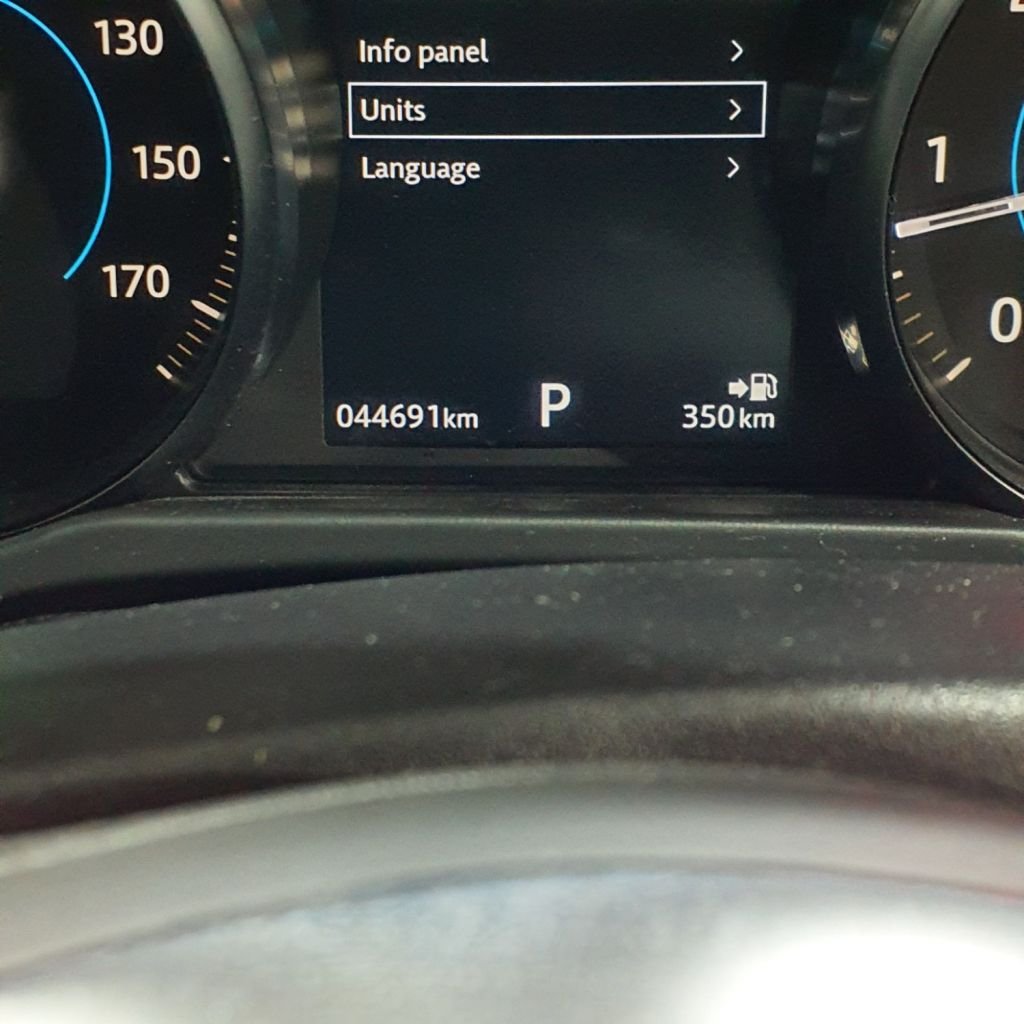 130
150
170
Info panel
Units
Language
044691km
P
350km
1
0